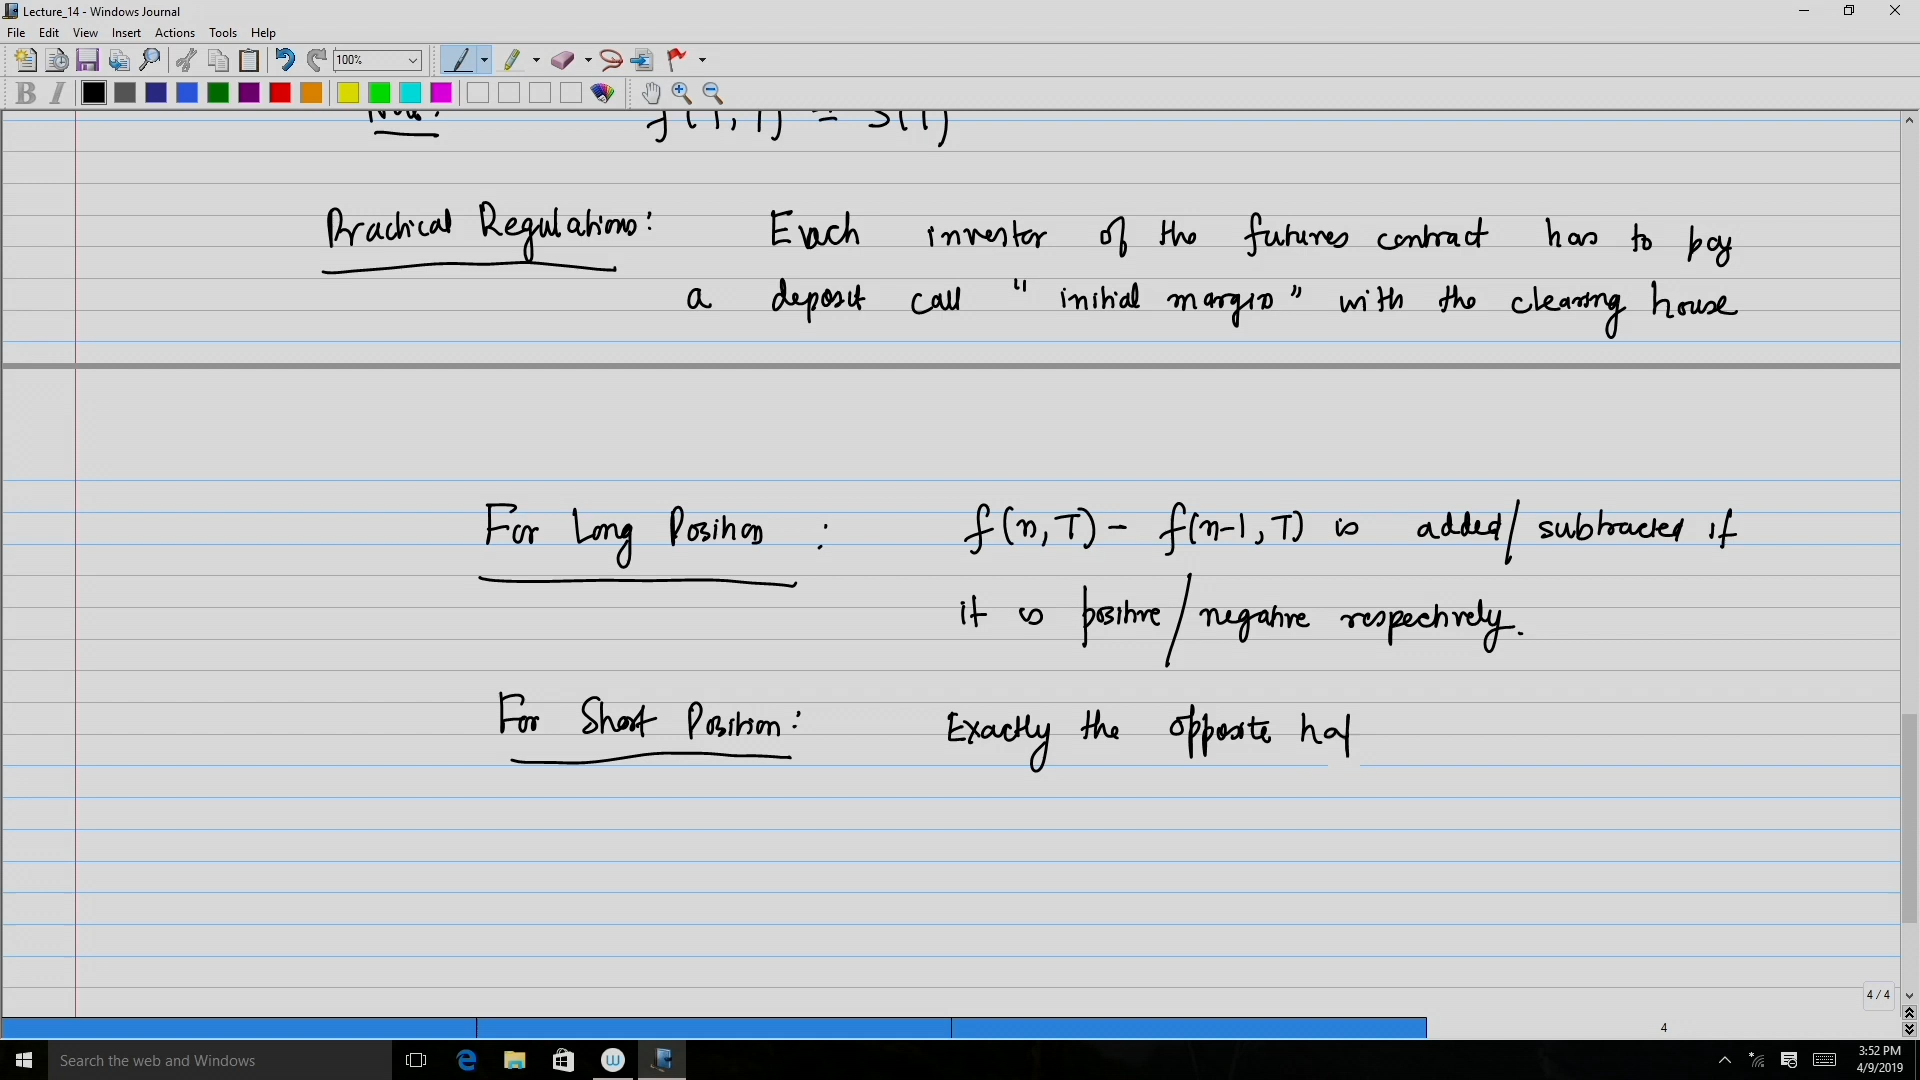 Lecture_14 - Windows Journal
File Edit View Insert Actions Tools Help
100%
B I
Note: f(T, T) = S(T)
Practical Regulations: Each investor of the futures contract has to pay
a deposit call "initial margin" with the clearing house
For Long Position : f(n, T) - f(n-1, T) is added/subtracted if
it is positive/negative respectively.
For Short Position: Exactly the opposite hap
4 / 4
4
Search the web and Windows
3:52 PM
4/9/2019